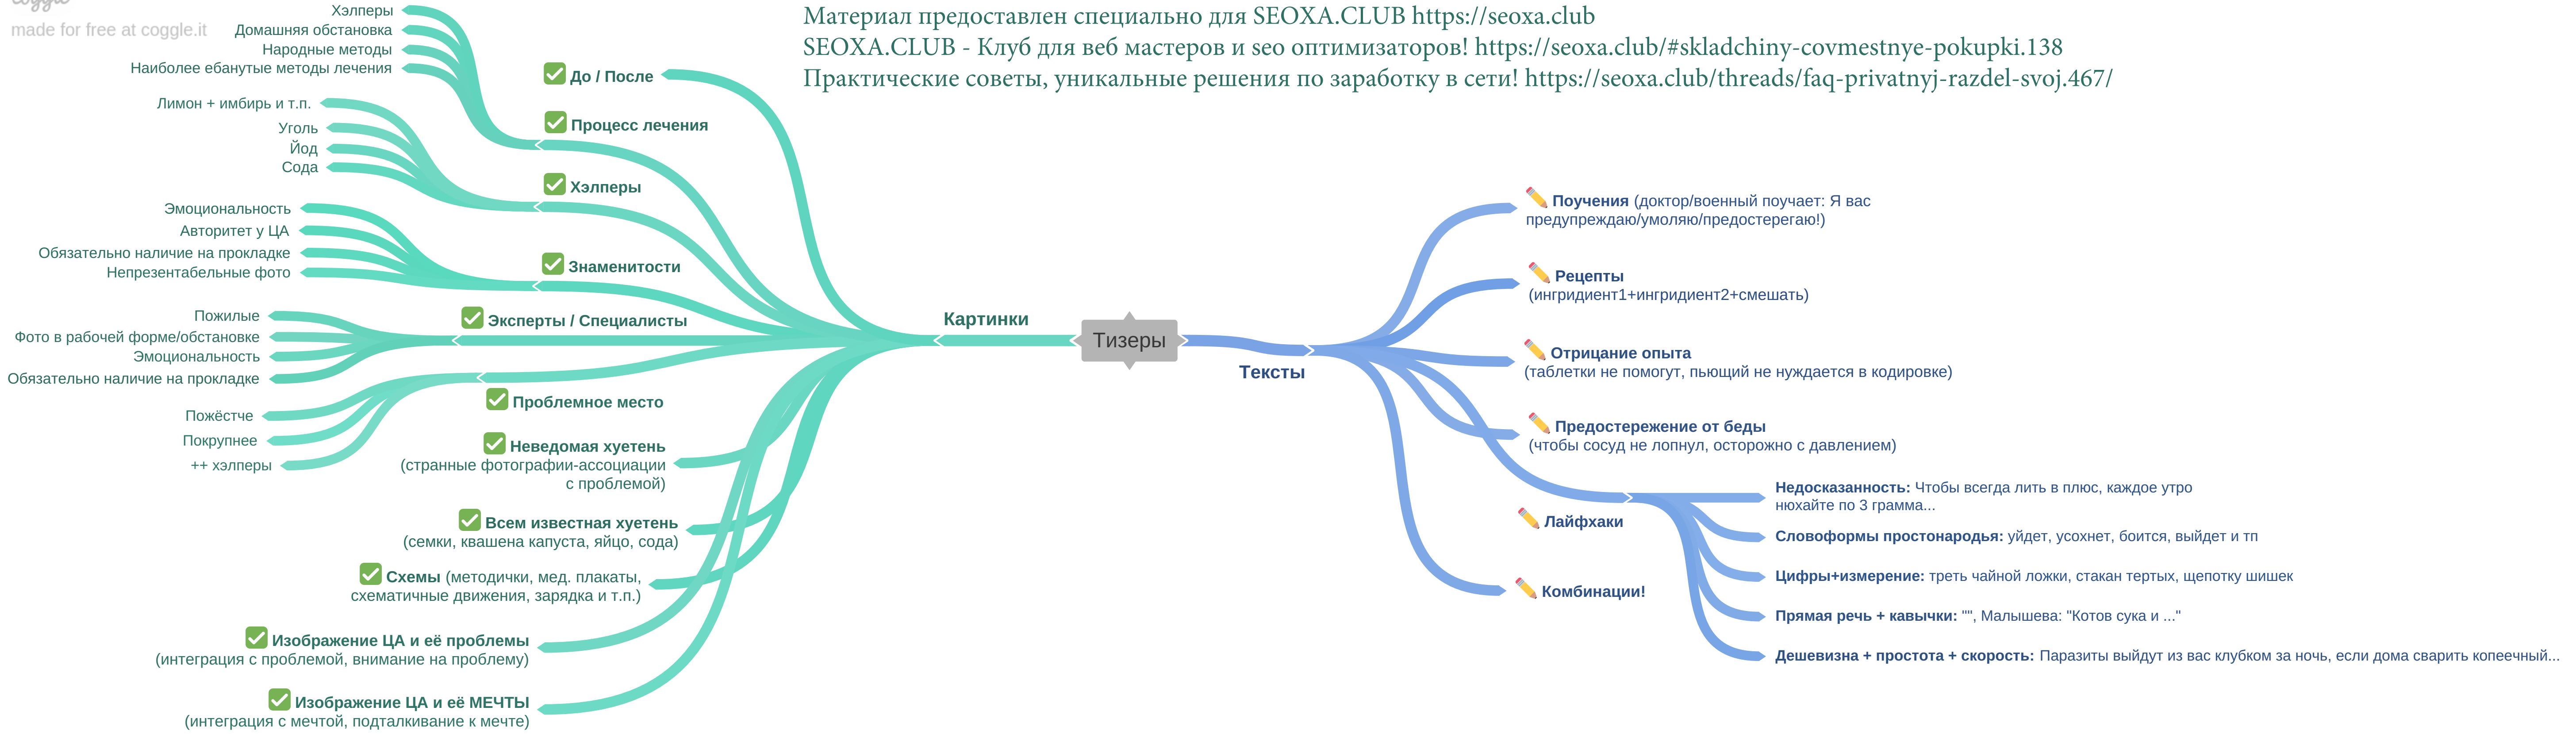 coggle
made for free at coggle.it
Материал предоставлен специально для SEOXA.CLUB https://seoxa.club
SEOXA.CLUB - Клуб для веб мастеров и seo оптимизаторов! https://seoxa.club/#skladchiny-covmestnye-pokupki.138
Практические советы, уникальные решения по заработку в сети! https://seoxa.club/threads/faq-privatnyj-razdel-svoj.467/
Тизеры
Картинки
До / После
Процесс лечения
Хэлперы
Домашняя обстановка
Народные методы
Наиболее ебанутые методы лечения
Хэлперы
Лимон + имбирь и т.п.
Уголь
Йод
Сода
Знаменитости
Эмоциональность
Авторитет у ЦА
Обязательно наличие на прокладке
Непрезентабельные фото
Эксперты / Специалисты
Пожилые
Фото в рабочей форме/обстановке
Эмоциональность
Обязательно наличие на прокладке
Проблемное место
Пожёстче
Покрупнее
++ хэлперы
Неведомая хуетень
(странные фотографии-ассоциации
с проблемой)
Всем известная хуетень
(семки, квашена капуста, яйцо, сода)
Схемы (методички, мед. плакаты,
схематичные движения, зарядка и т.п.)
Изображение ЦА и её проблемы
(интеграция с проблемой, внимание на проблему)
Изображение ЦА и её МЕЧТЫ
(интеграция с мечтой, подталкивание к мечте)
Тексты
Поучения (доктор/военный поучает: Я вас
предупреждаю/умоляю/предостерегаю!)
Рецепты
(ингридиент1+ингридиент2+смешать)
Отрицание опыта
(таблетки не помогут, пьющий не нуждается в кодировке)
Предостережение от беды
(чтобы сосуд не лопнул, осторожно с давлением)
Лайфхаки
Недосказанность: Чтобы всегда лить в плюс, каждое утро
нюхайте по 3 грамма...
Словоформы простонародья: уйдет, усохнет, боится, выйдет и тп
Цифры+измерение: треть чайной ложки, стакан тертых, щепотку шишек
Прямая речь + кавычки: "", Малышева: "Котов сука и ..."
Дешевизна + простота + скорость: Паразиты выйдут из вас клубком за ночь, если дома сварить копеечный...
Комбинации!